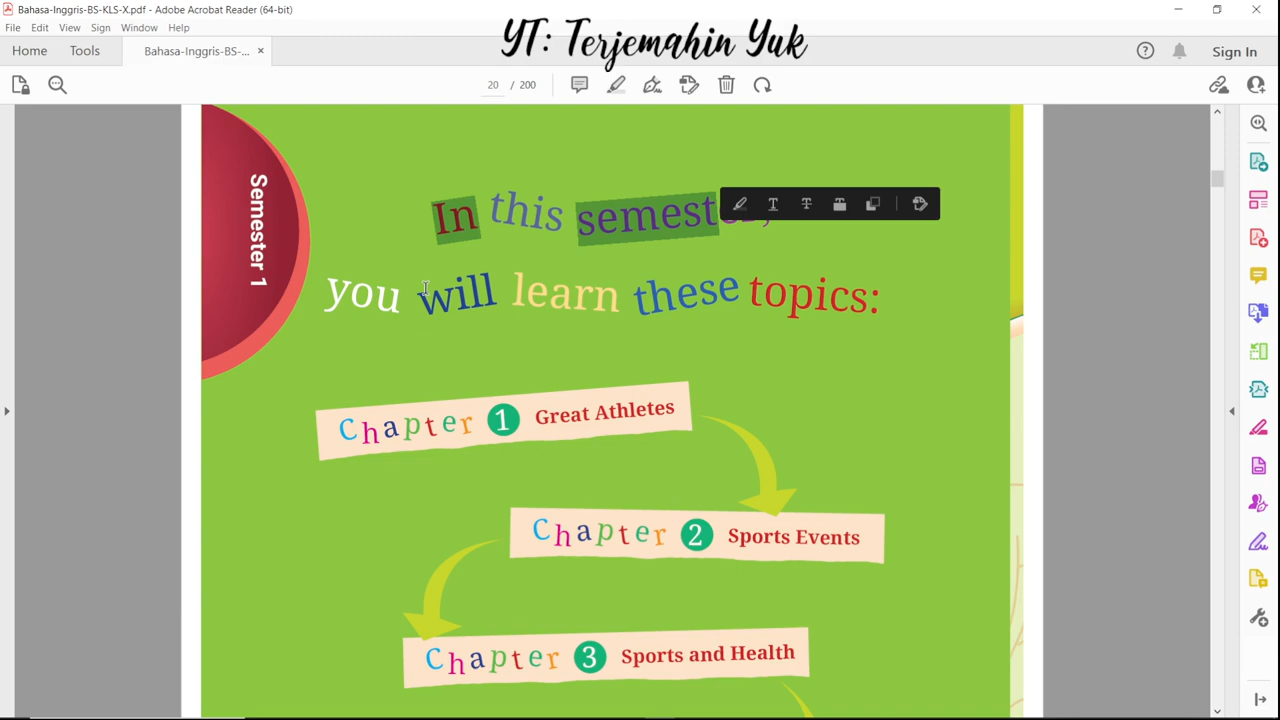 Bahasa-Inggris-BS-KLS-X.pdf - Adobe Acrobat Reader (64-bit)
File Edit View Sign Window Help
YT: Terjemahin Yuk
Home Tools Bahasa-Inggris-BS-... × Sign In
20 / 200
Semester 1
In this semester,
you will learn these topics:
Chapter 1 Great Athletes
Chapter 2 Sports Events
Chapter 3 Sports and Health